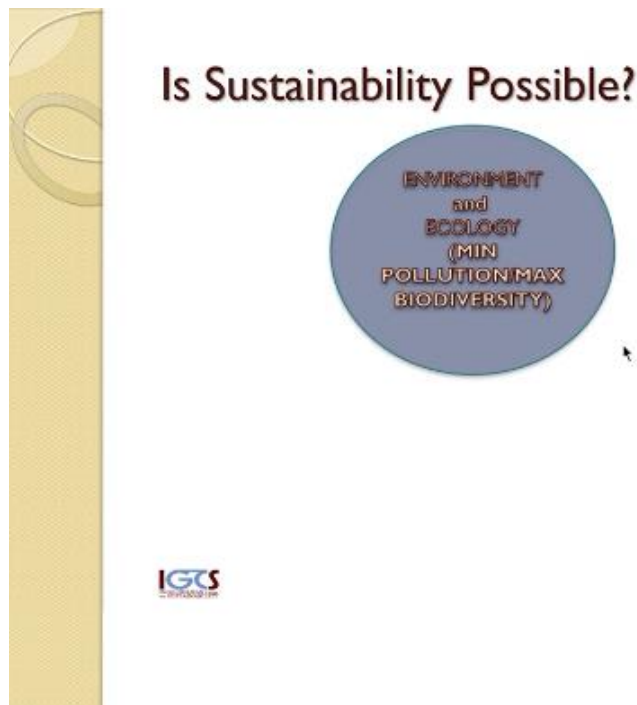 Is Sustainability Possible?
ENVIRONMENT
and
ECOLOGY
(MIN
POLLUTION/MAX
BIODIVERSITY)
IGCS